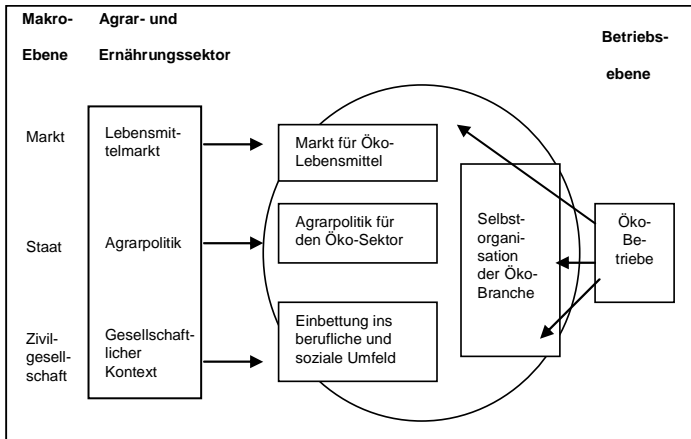 Makro-
Ebene
Agrar- und
Ernährungssektor
Betriebs-
ebene
Markt
Lebensmit-
telmarkt
Markt für Öko-
Lebensmittel
Staat
Agrarpolitik
Agrarpolitik für
den Öko-Sektor
Zivil-
gesell-
schaft
Gesellschaft-
licher
Kontext
Einbettung ins
berufliche und
soziale Umfeld
Selbst-
organi-
sation
der Öko-
Branche
Öko-
Be-
triebe